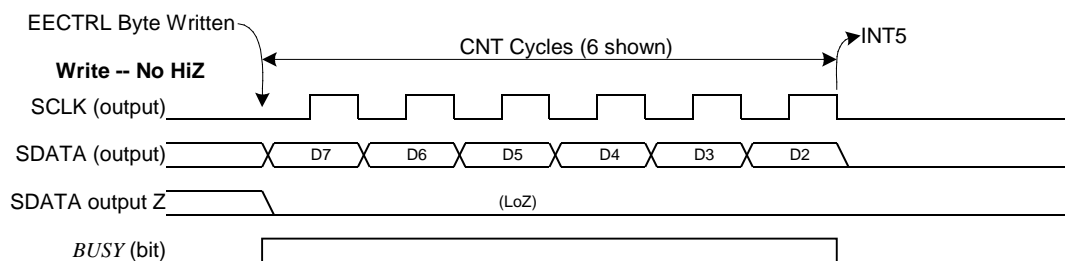 EECTRL Byte Written
INT5
CNT Cycles (6 shown)
Write -- No HiZ
SCLK (output)
SDATA (output)
D7 D6 D5 D4 D3 D2
SDATA output Z
(LoZ)
BUSY (bit)